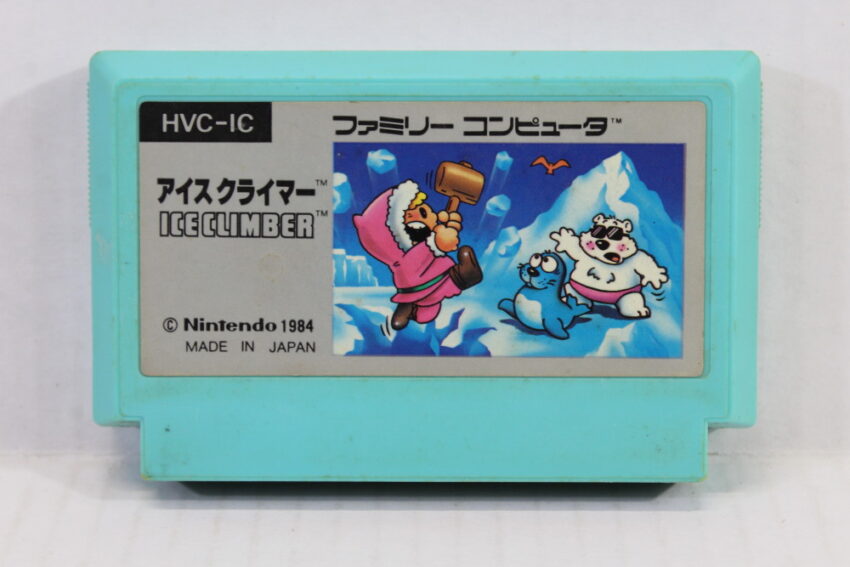 HVC-IC
ファミリー コンピュータ™
アイスクライマー™
ICE CLIMBER™
© Nintendo 1984
MADE IN JAPAN